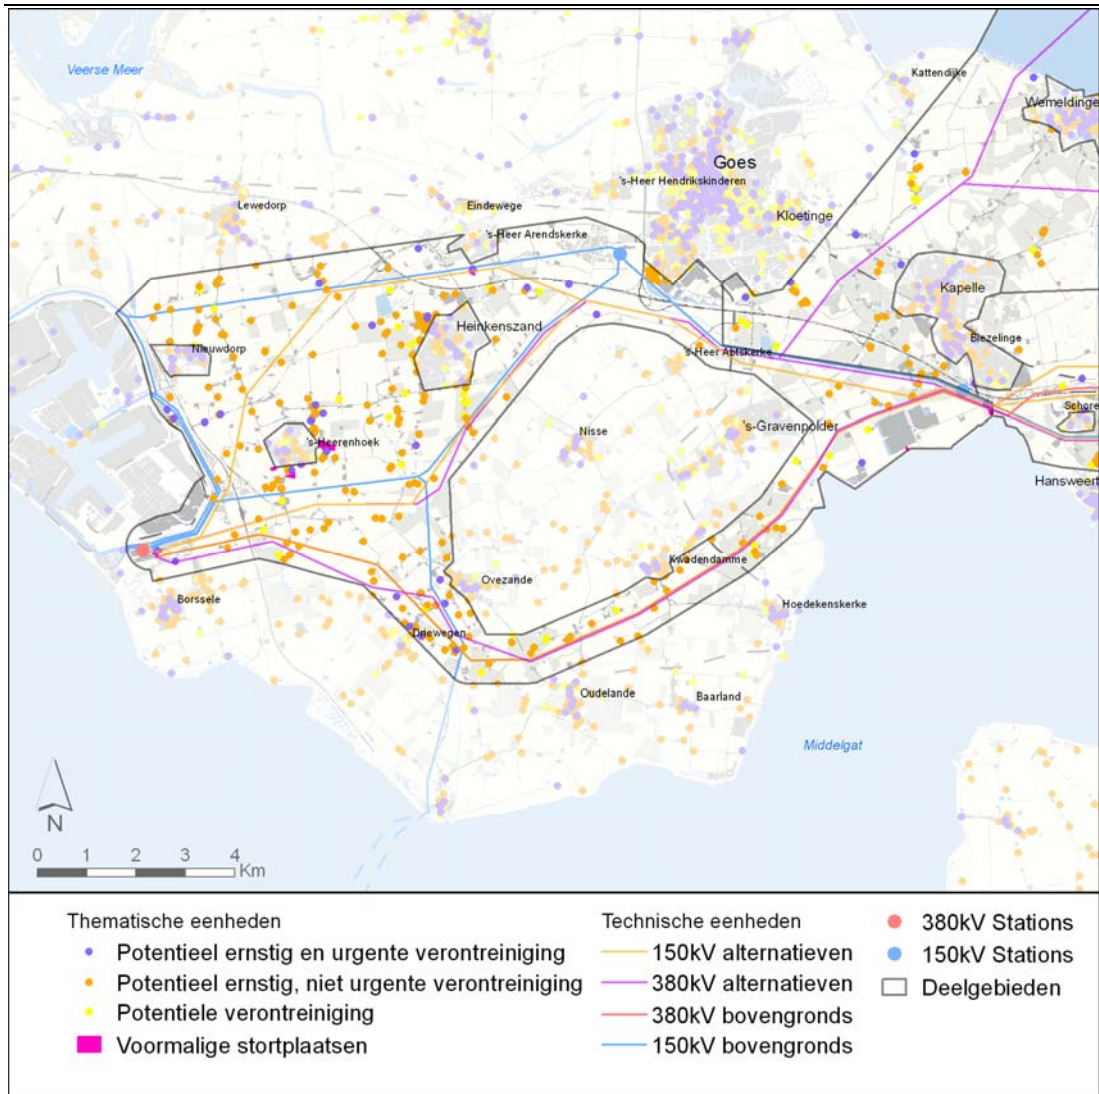 Veerse Meer
Kattendijke
Wemeldinge
Goes
's-Heer Hendrikskinderen
Lewedorp
Eindewege
Kloetinge
's-Heer Arendskerke
Kapelle
Heinkenszand
Biezelinge
Nieuwdorp
's-Heer Abtskerke
Schore
's-Gravenpolder
Nisse
's-Heerenhoek
Hansweert
Kwadendamme
Ovezande
Borssele
Hoedekenskerke
Driewegen
Oudelande
Baarland
Middelgat
N
0 1 2 3 4
Km
Thematische eenheden
Potentieel ernstig en urgente verontreiniging
Potentieel ernstig, niet urgente verontreiniging
Potentiele verontreiniging
Voormalige stortplaatsen
Technische eenheden
150kV alternatieven
380kV alternatieven
380kV bovengronds
150kV bovengronds
380kV Stations
150kV Stations
Deelgebieden